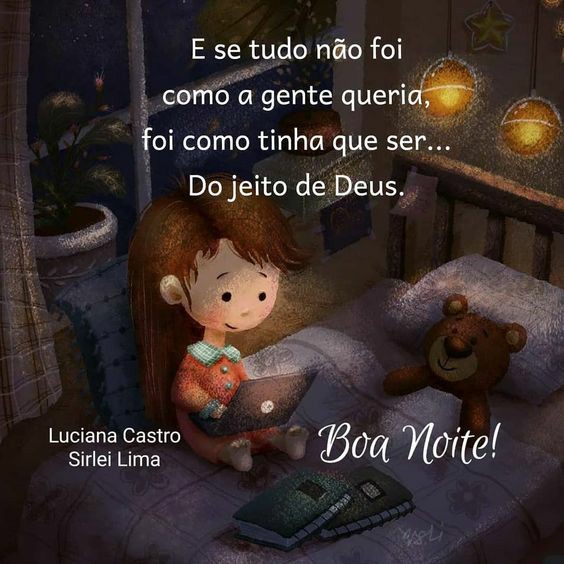 E se tudo não foi
como a gente queria,
foi como tinha que ser...
Do jeito de Deus.
Luciana Castro
Sirlei Lima
Boa Noite!